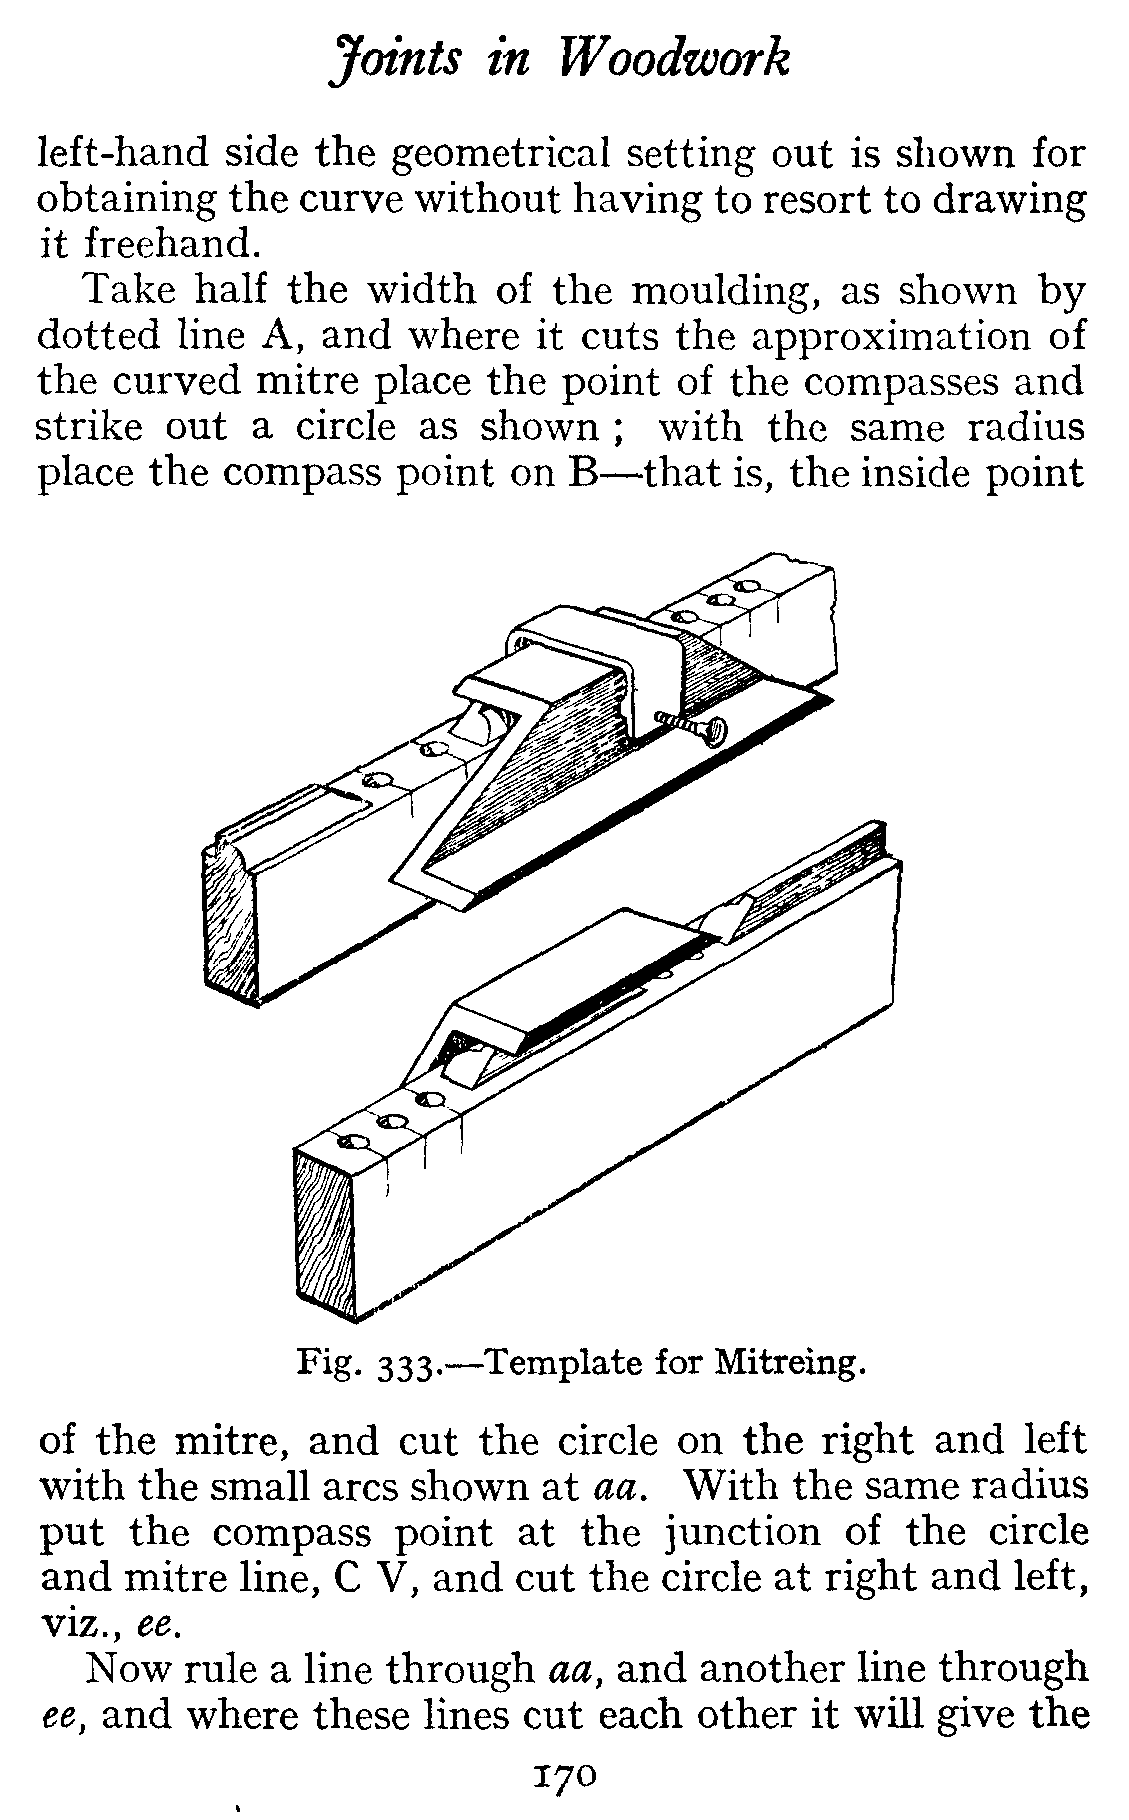 Joints in Woodwork
left-hand side the geometrical setting out is shown for
obtaining the curve without having to resort to drawing
it freehand.
Take half the width of the moulding, as shown by
dotted line A, and where it cuts the approximation of
the curved mitre place the point of the compasses and
strike out a circle as shown ; with the same radius
place the compass point on B—that is, the inside point
Fig. 333.—Template for Mitreing.
of the mitre, and cut the circle on the right and left
with the small arcs shown at aa. With the same radius
put the compass point at the junction of the circle
and mitre line, C V, and cut the circle at right and left,
viz., ee.
Now rule a line through aa, and another line through
ee, and where these lines cut each other it will give the
170